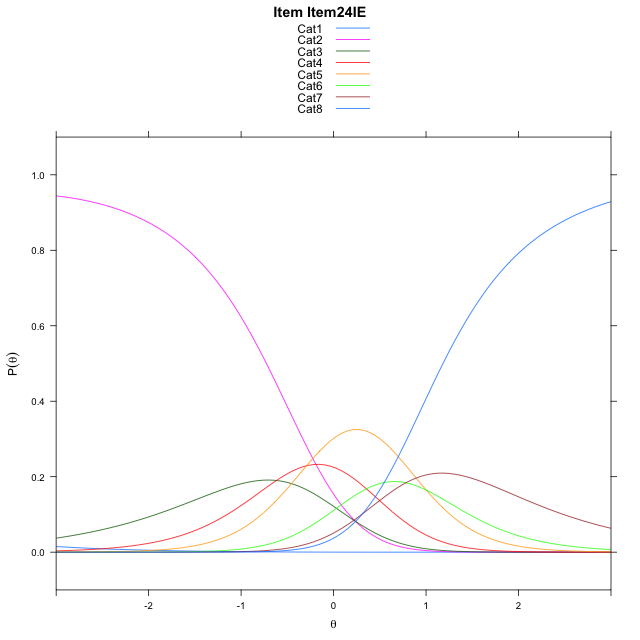 Item Item24IE
Cat1
Cat2
Cat3
Cat4
Cat5
Cat6
Cat7
Cat8
1.0
0.8
0.6
0.4
0.2
0.0
P(θ)
-2 -1 0 1 2
θ